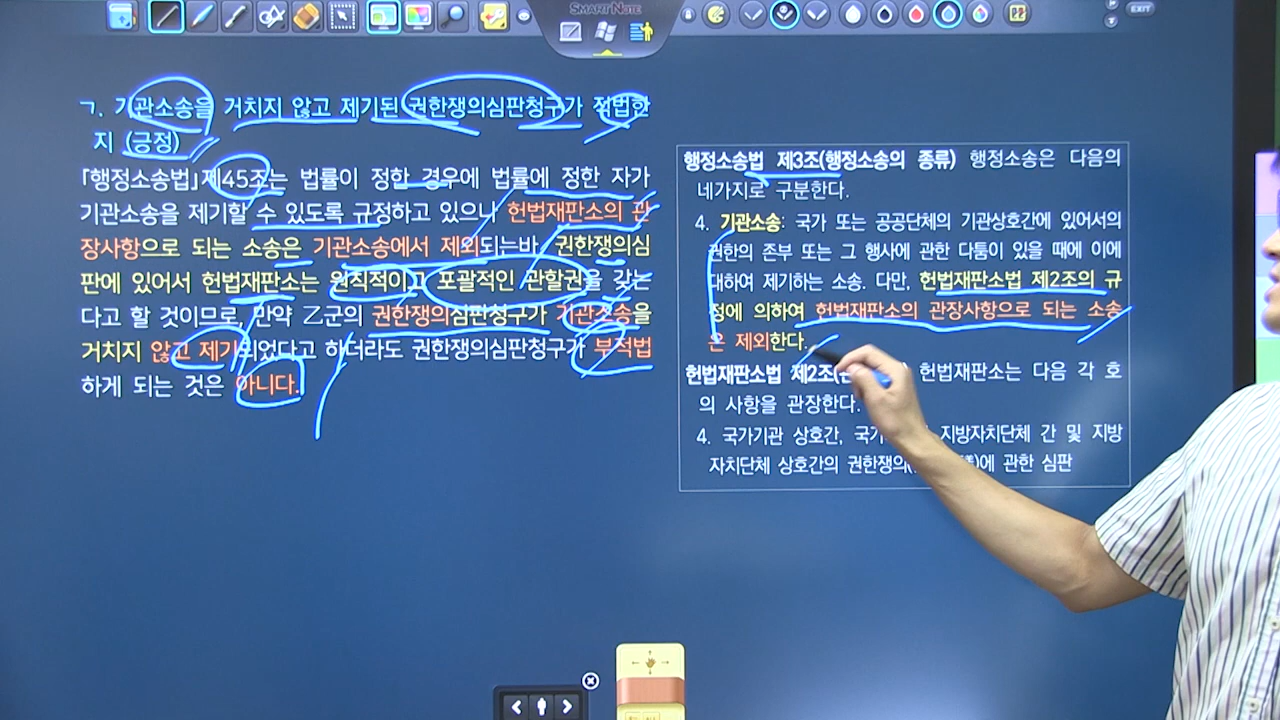 SMART NOTE
EXIT
ㄱ. 기관소송을 거치지 않고 제기된 권한쟁의심판청구가 적법한
지 (긍정)
「행정소송법」제45조는 법률이 정한 경우에 법률에 정한 자가
기관소송을 제기할 수 있도록 규정하고 있으나 헌법재판소의 관
장사항으로 되는 소송은 기관소송에서 제외되는바, 권한쟁의심
판에 있어서 헌법재판소는 원칙적이고 포괄적인 관할권을 갖는
다고 할 것이므로, 만약 乙군의 권한쟁의심판청구가 기관소송을
거치지 않고 제기되었다고 하더라도 권한쟁의심판청구가 부적법
하게 되는 것은 아니다.
행정소송법 제3조(행정소송의 종류) 행정소송은 다음의
네가지로 구분한다.
4. 기관소송: 국가 또는 공공단체의 기관상호간에 있어서의
권한의 존부 또는 그 행사에 관한 다툼이 있을 때에 이에
대하여 제기하는 소송. 다만, 헌법재판소법 제2조의 규
정에 의하여 헌법재판소의 관장사항으로 되는 소송
은 제외한다.
헌법재판소법 제2조( ) 헌법재판소는 다음 각 호
의 사항을 관장한다.
4. 국가기관 상호간, 지방자치단체 간 및 지방
자치단체 상호간의 권한쟁의( )에 관한 심판